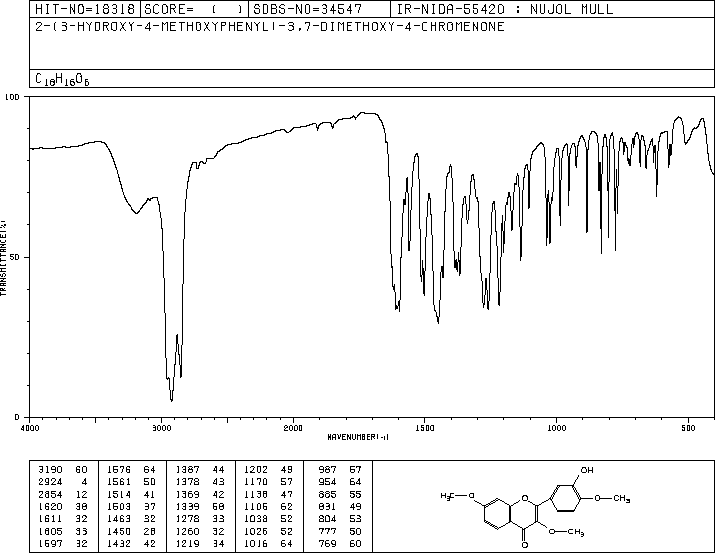 HIT-NO=18318 SCORE= ( ) SDBS-NO=34547 IR-NIDA-55420 : NUJOL MULL
2-(3-HYDROXY-4-METHOXYPHENYL)-3,7-DIMETHOXY-4-CHROMENONE
C18H16O6
100
50
0
TRANSMITTANCE(%)
4000 3000 2000 1500 1000 500
WAVENUMBER(-1)
3190 60 1576 64 1387 44 1202 49 987 57
2924 4 1561 50 1378 43 1170 57 954 64
2854 12 1514 41 1369 42 1138 47 885 55
1620 38 1503 37 1339 58 1106 62 831 49
1611 32 1463 32 1278 33 1038 52 804 53
1605 33 1450 28 1260 32 1026 52 777 50
1597 32 1432 42 1219 34 1016 64 769 60
OH
CH3-O O O-CH3
O-CH3
O